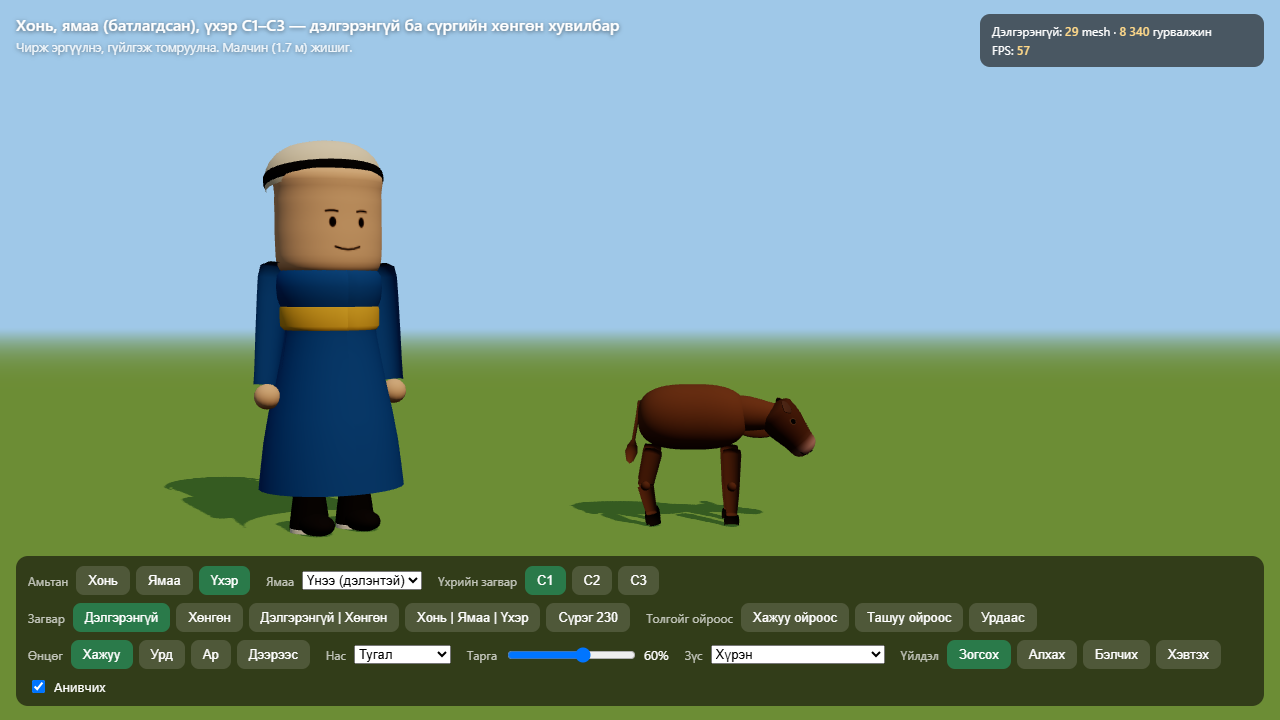 Хонь, ямаа (батлагдсан), үхэр C1–C3 — дэлгэрэнгүй ба сүргийн хөнгөн хувилбар
Чирж эргүүлнэ, гүйлгэж томруулна. Малчин (1.7 м) жишиг.
Дэлгэрэнгүй: 29 mesh · 8 340 гурвалжин
FPS: 57
Амьтан Хонь Ямаа Үхэр Ямаа Үнээ (дэлэнтэй) Үхрийн загвар C1 C2 C3
Загвар Дэлгэрэнгүй Хөнгөн Дэлгэрэнгүй | Хөнгөн Хонь | Ямаа | Үхэр Сүрэг 230 Толгойг ойроос Хажуу ойроос Ташуу ойроос Урдаас
Өнцөг Хажуу Урд Ар Дээрээс Нас Тугал Тарга 60% Зүс Хүрэн Үйлдэл Зогсох Алхах Бэлчих Хэвтэх
Анивчих